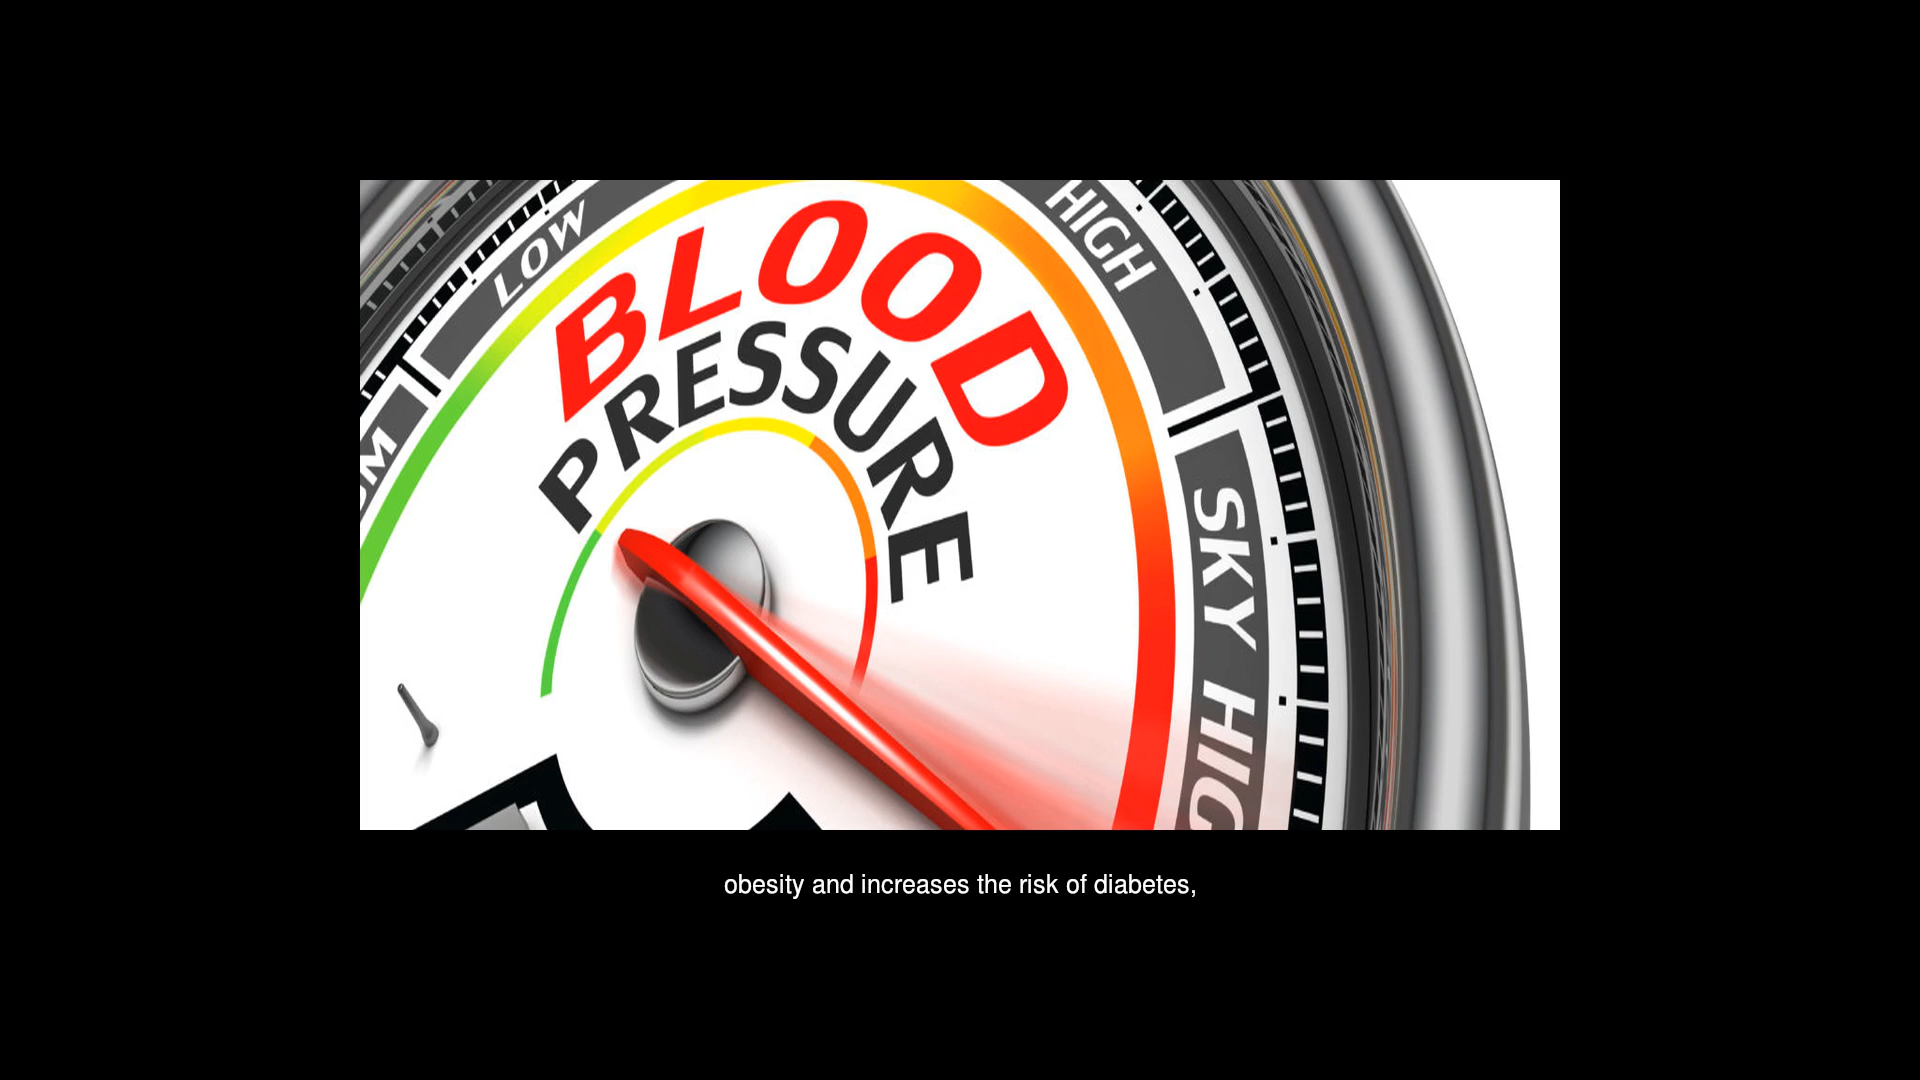 LOW
HIGH
BLOOD
PRESSURE
SKY HIG
obesity and increases the risk of diabetes,